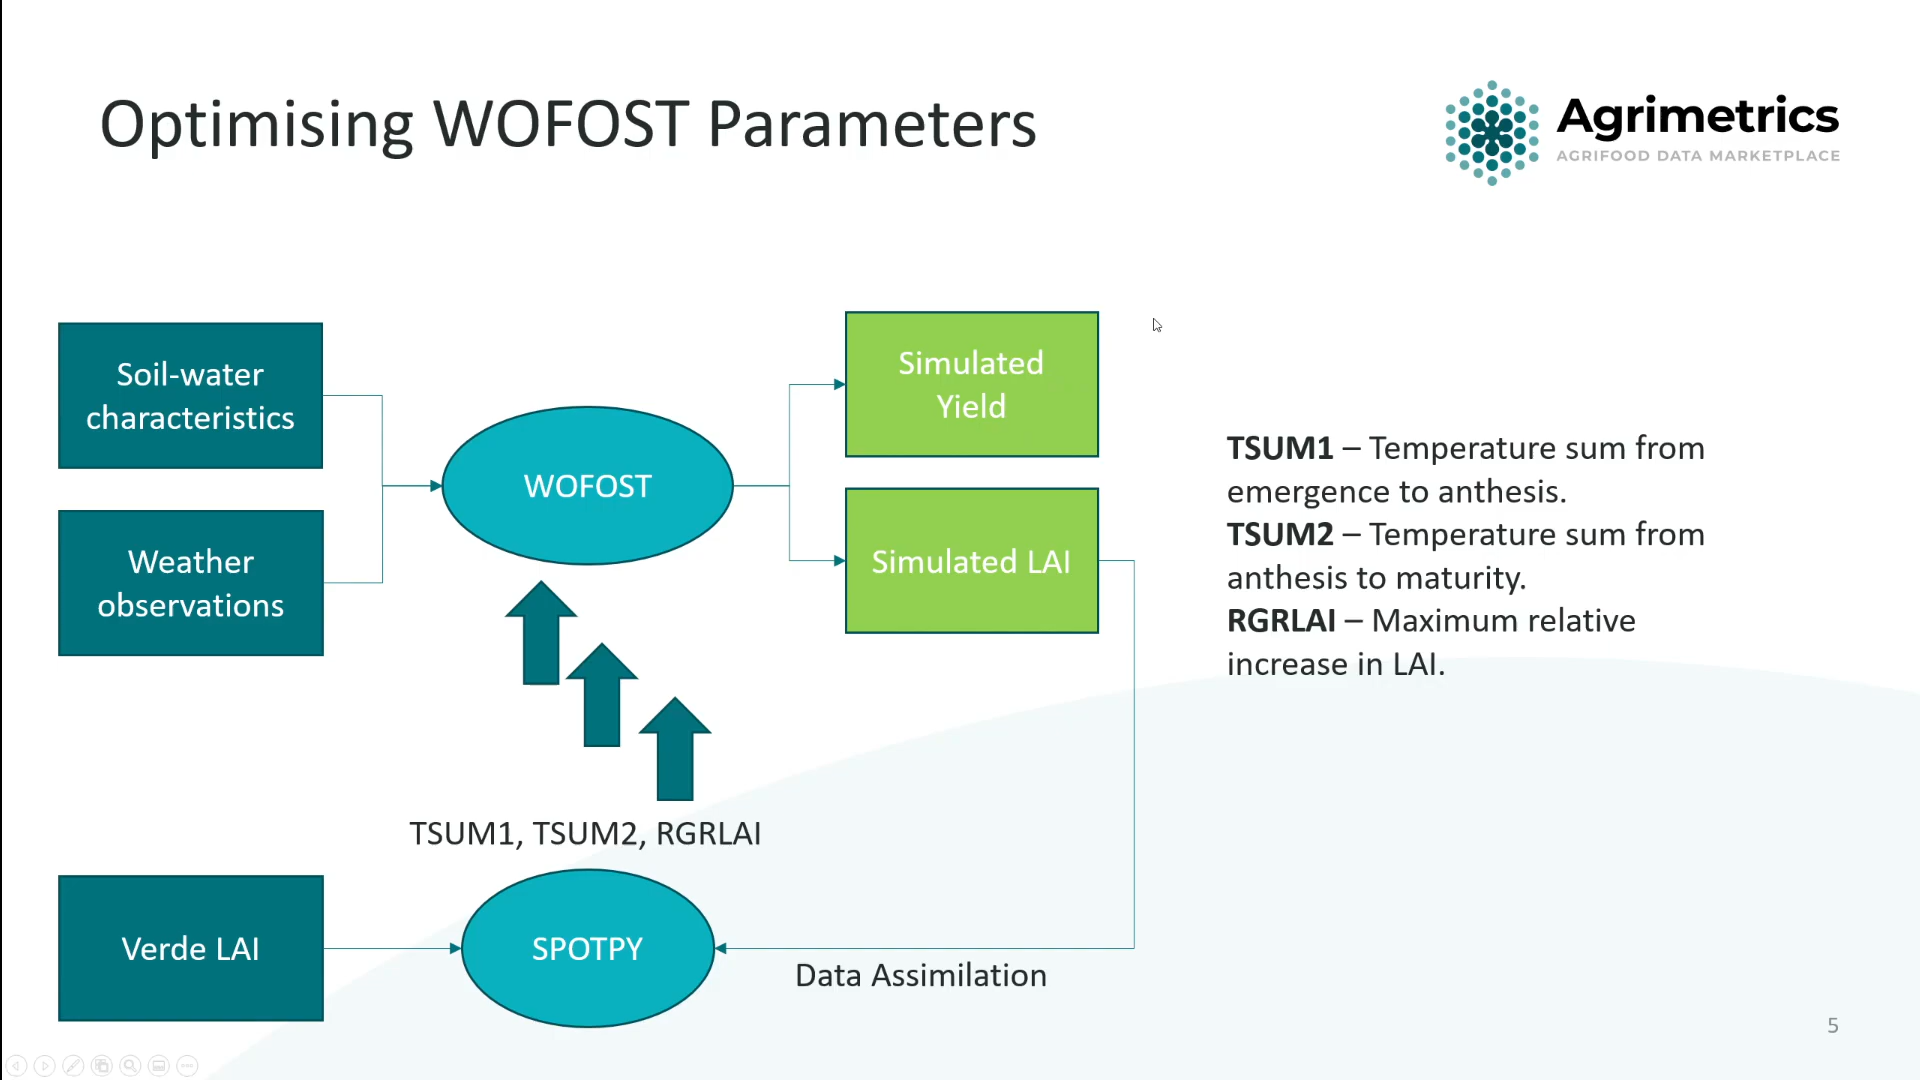 Optimising WOFOST Parameters
Agrimetrics
AGRIFOOD DATA MARKETPLACE
Soil-water
characteristics
Weather
observations
WOFOST
Simulated
Yield
Simulated LAI
TSUM1 – Temperature sum from
emergence to anthesis.
TSUM2 – Temperature sum from
anthesis to maturity.
RGRLAI – Maximum relative
increase in LAI.
TSUM1, TSUM2, RGRLAI
Verde LAI
SPOTPY
Data Assimilation
5